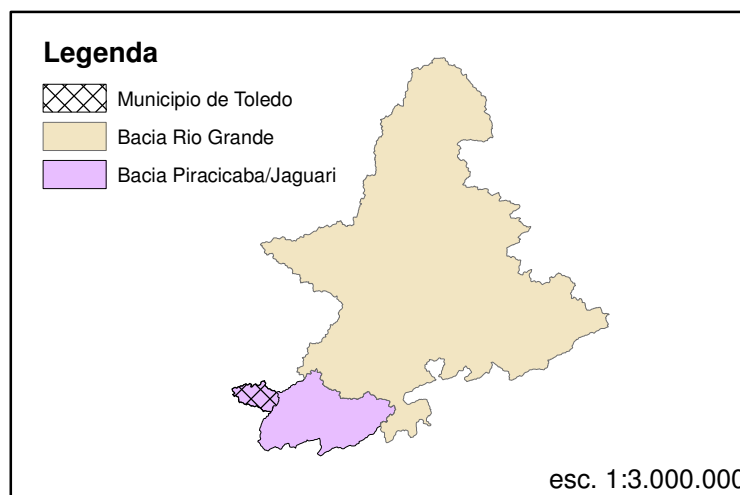 Legenda
Municipio de Toledo
Bacia Rio Grande
Bacia Piracicaba/Jaguari
esc. 1:3.000.000